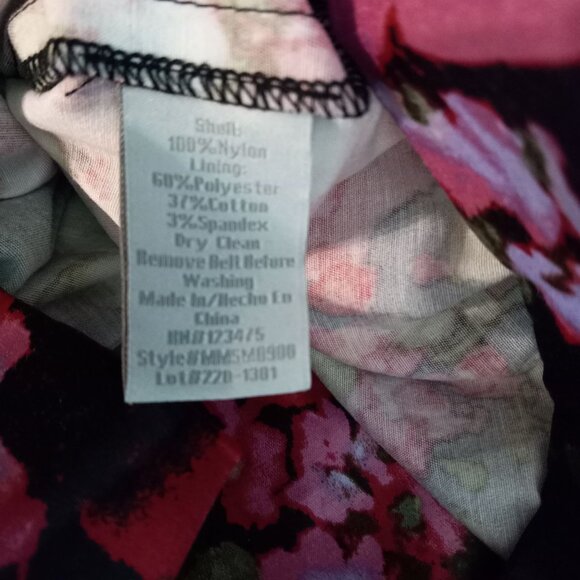 Shell:
100%Nylon
Lining:
60%Polyester
37%Cotton
3%Spandex
Dry Clean
Remove Belt Before
Washing
Made In/Hecho En
China
RN#123475
Style#MMSM0900
Lot#220-1301